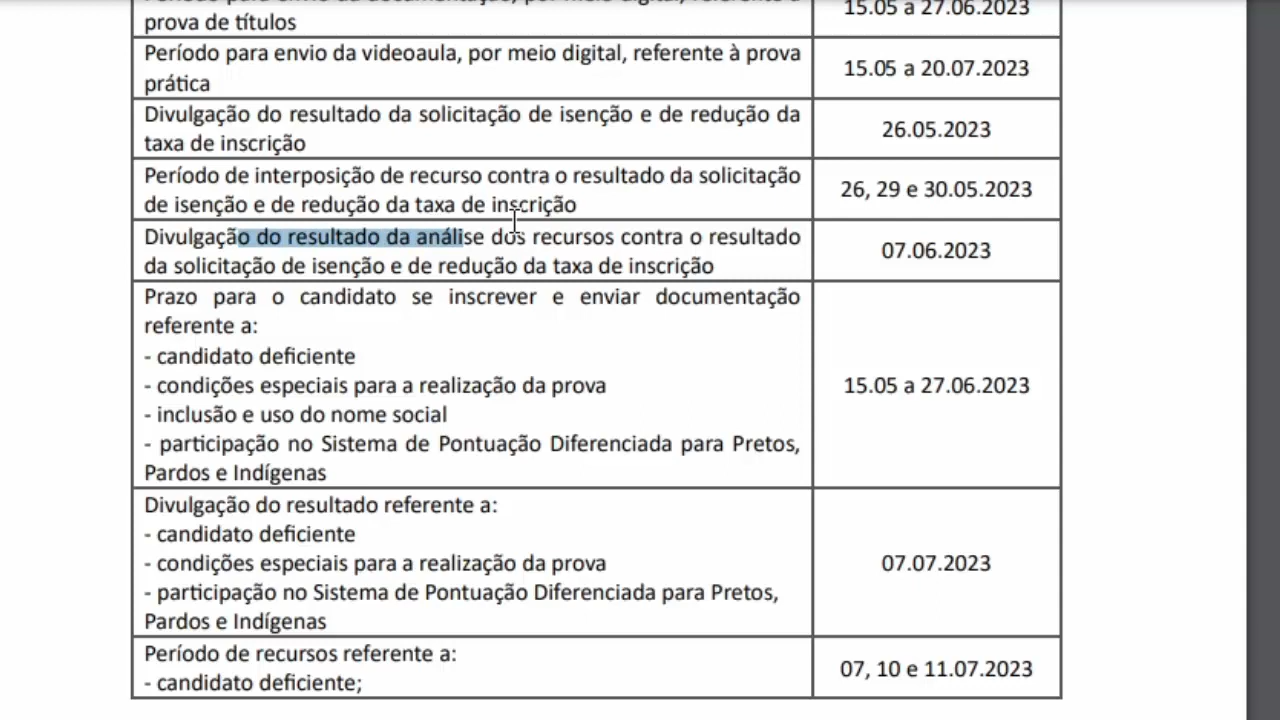 prova de títulos
15.05 a 27.06.2023
Período para envio da videoaula, por meio digital, referente à prova
prática
15.05 a 20.07.2023
Divulgação do resultado da solicitação de isenção e de redução da
taxa de inscrição
26.05.2023
Período de interposição de recurso contra o resultado da solicitação
de isenção e de redução da taxa de inscrição
26, 29 e 30.05.2023
Divulgação do resultado da análise dos recursos contra o resultado
da solicitação de isenção e de redução da taxa de inscrição
07.06.2023
Prazo para o candidato se inscrever e enviar documentação
referente a:
- candidato deficiente
- condições especiais para a realização da prova
- inclusão e uso do nome social
- participação no Sistema de Pontuação Diferenciada para Pretos,
Pardos e Indígenas
15.05 a 27.06.2023
Divulgação do resultado referente a:
- candidato deficiente
- condições especiais para a realização da prova
- participação no Sistema de Pontuação Diferenciada para Pretos,
Pardos e Indígenas
07.07.2023
Período de recursos referente a:
- candidato deficiente;
07, 10 e 11.07.2023